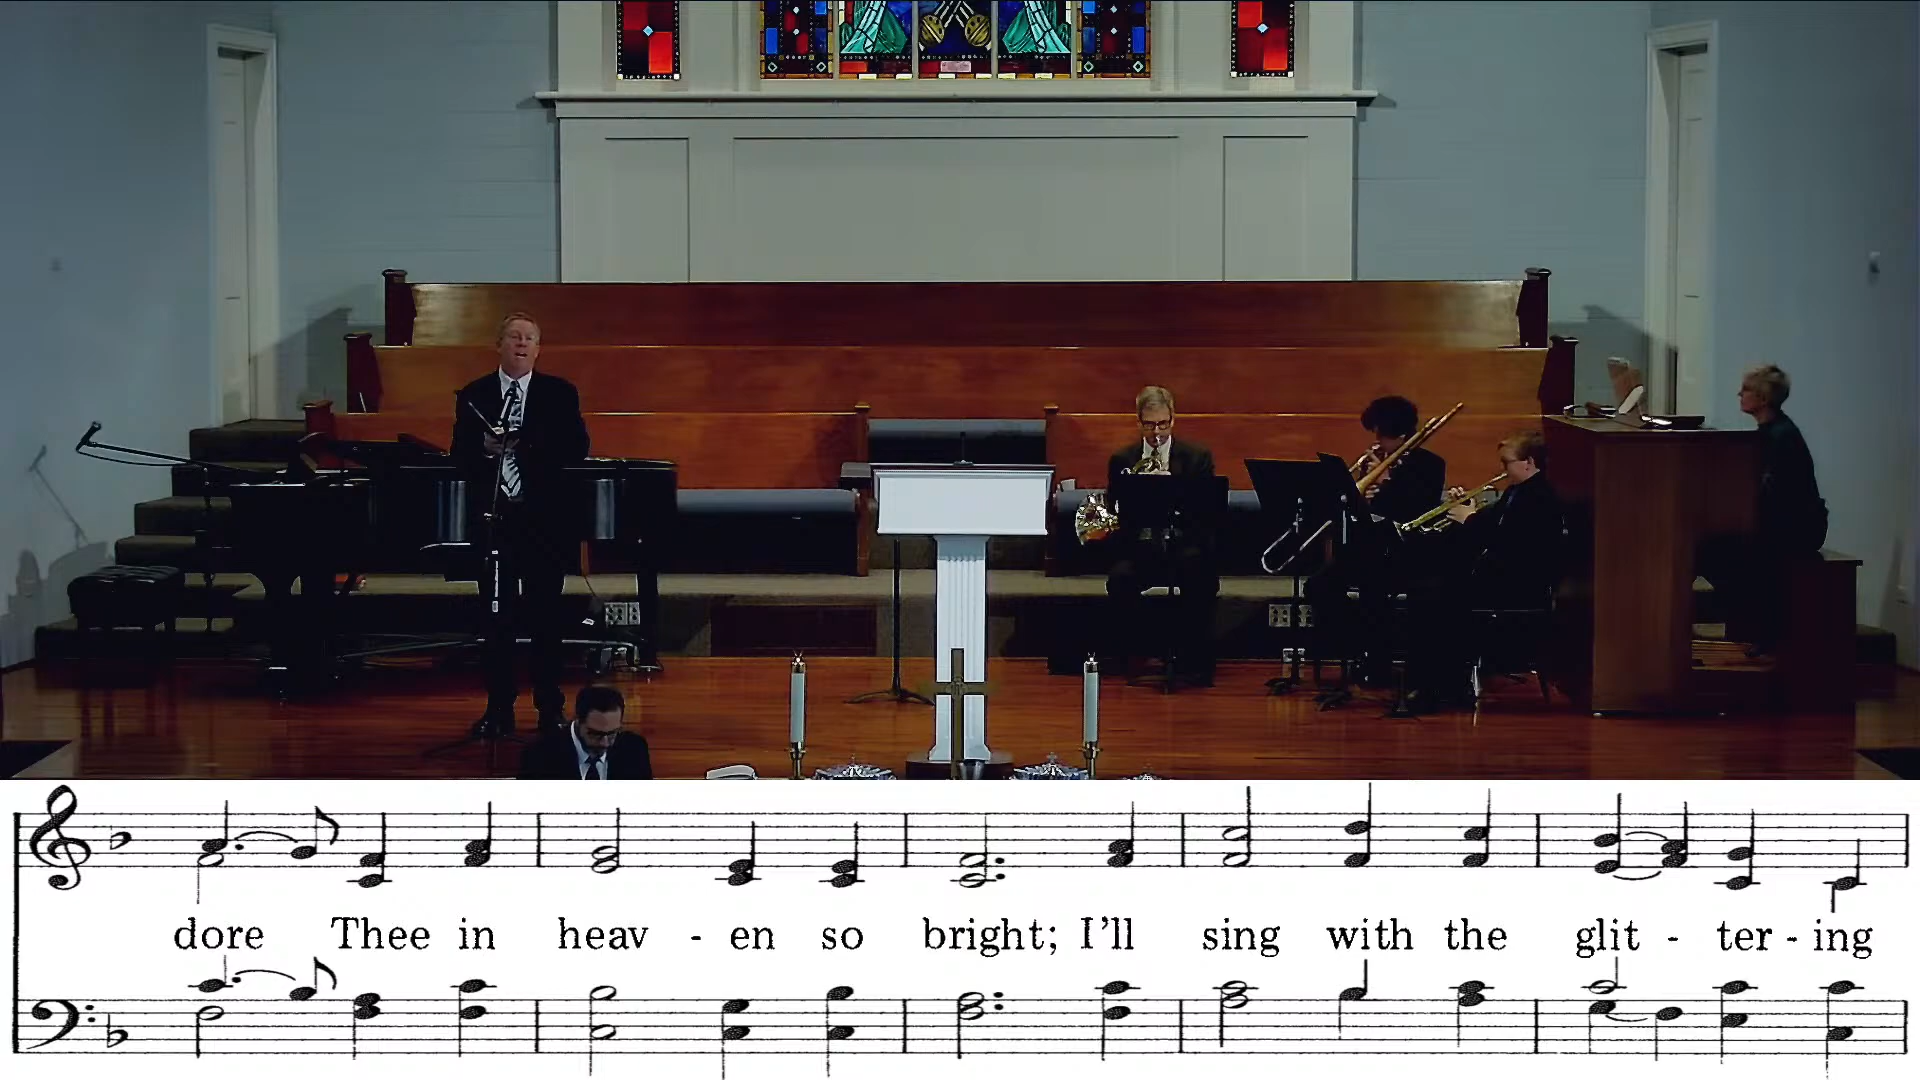 dore Thee in heav - en so bright; I'll sing with the glit - ter - ing